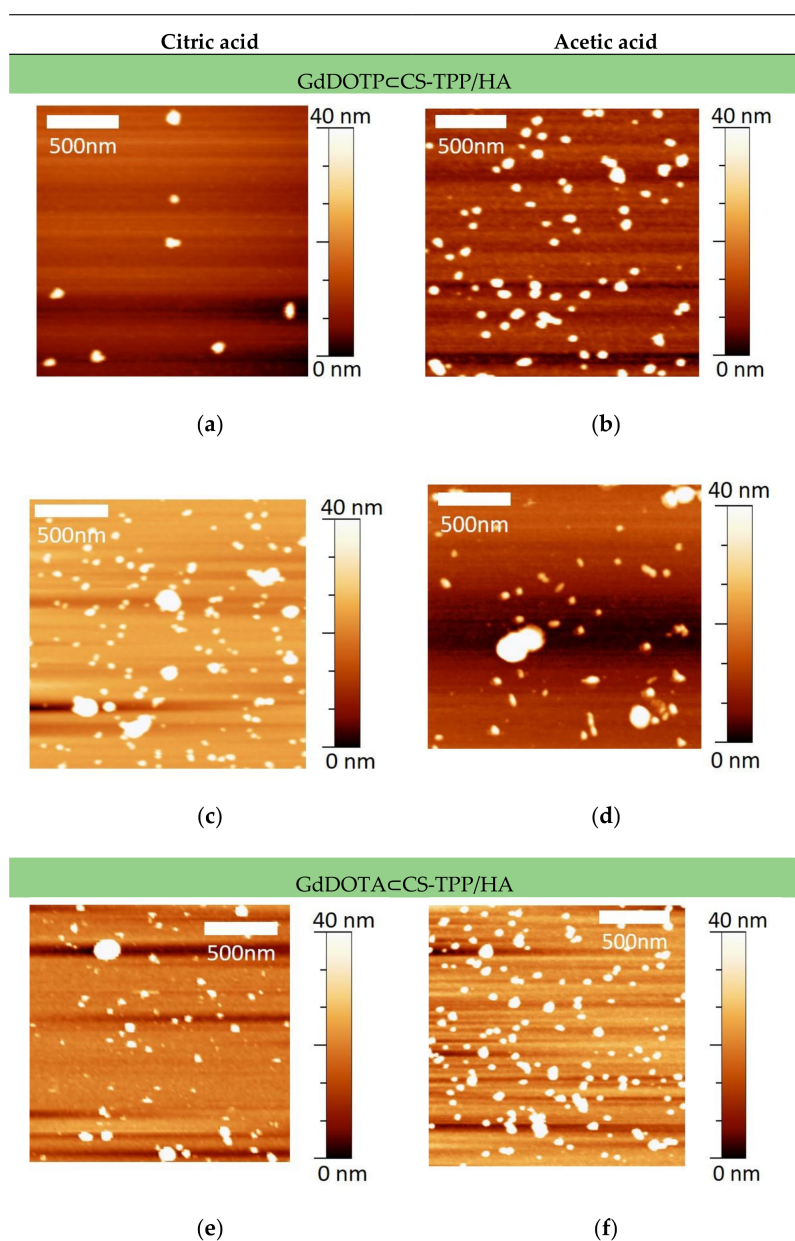 Citric acid Acetic acid
GdDOTP⊂CS-TPP/HA
500nm 40 nm 0 nm 500nm 40 nm 0 nm
(a) (b)
500nm 40 nm 0 nm 500nm 40 nm 0 nm
(c) (d)
GdDOTA⊂CS-TPP/HA
500nm 40 nm 0 nm 500nm 40 nm 0 nm
(e) (f)